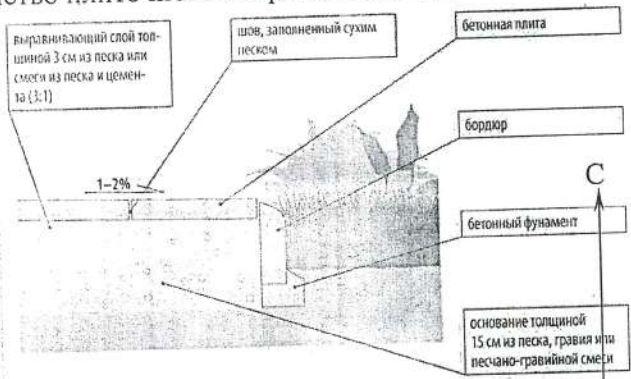 выравнивающий слой тол-
щиной 3 см из песка или
смеси из песка и цемен-
та (3:1)
шов, заполненный сухим
песком
бетонная плита
бордюр
1–2%
С
бетонный фунамент
основание толщиной
15 см из песка, гравия или
песчано-гравийной смеси